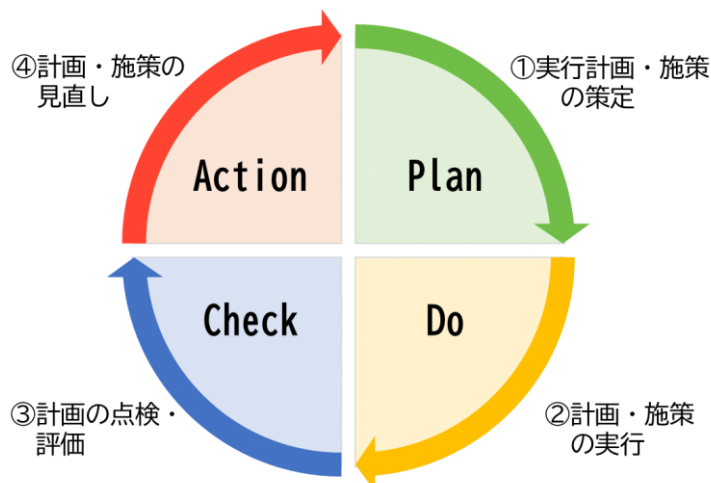 ④計画・施策の
見直し
①実行計画・施策
の策定
Action
Plan
Check
Do
③計画の点検・
評価
②計画・施策
の実行